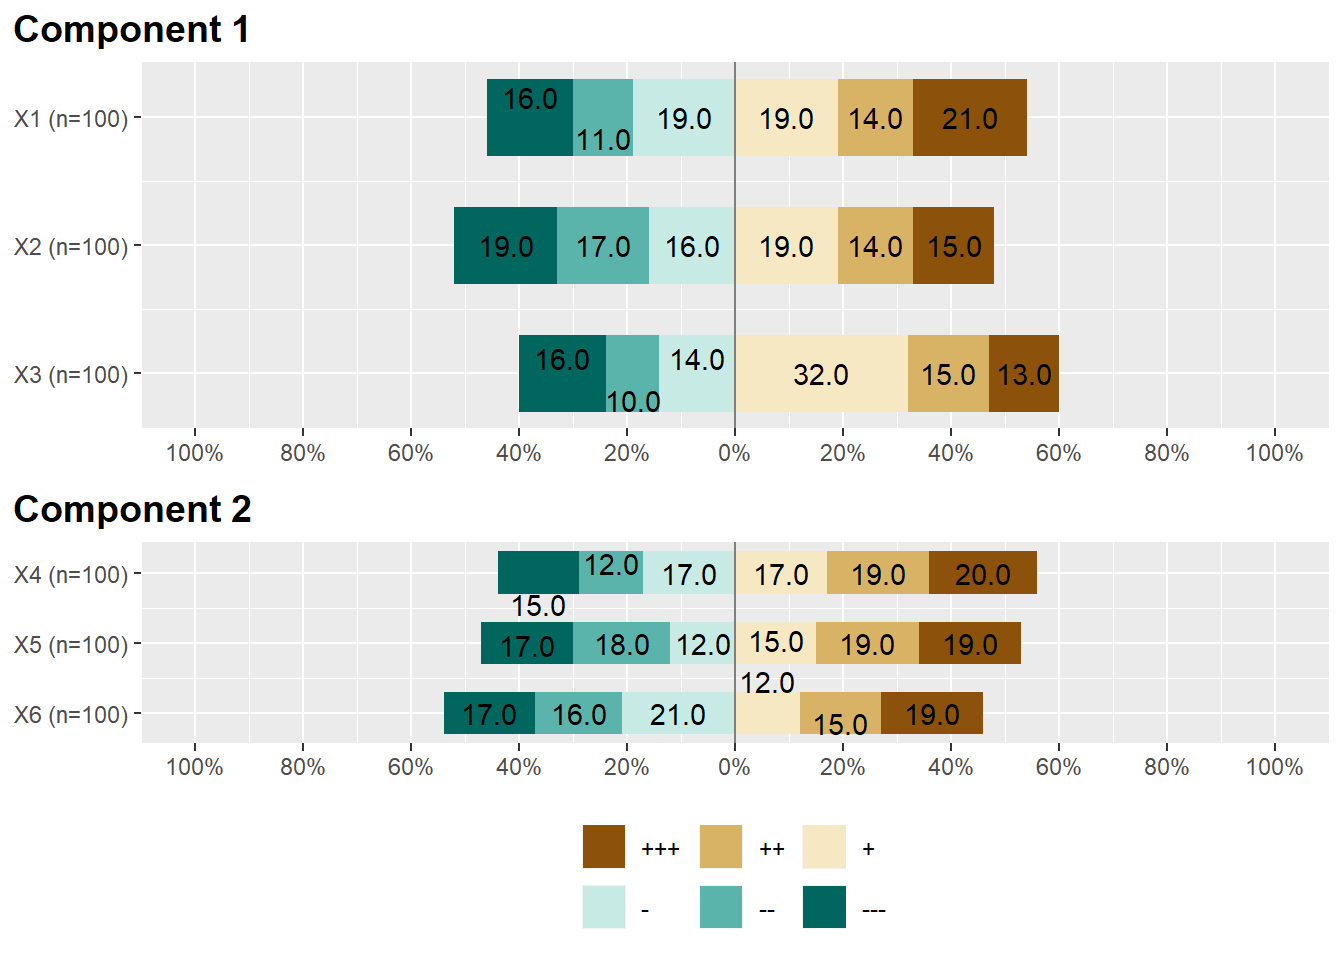 Component 1
X1 (n=100) 16.0 11.0 19.0 19.0 14.0 21.0
X2 (n=100) 19.0 17.0 16.0 19.0 14.0 15.0
X3 (n=100) 16.0 10.0 14.0 32.0 15.0 13.0
100% 80% 60% 40% 20% 0% 20% 40% 60% 80% 100%
Component 2
X4 (n=100) 15.0 12.0 17.0 17.0 19.0 20.0
X5 (n=100) 17.0 18.0 12.0 15.0 19.0 19.0
X6 (n=100) 17.0 16.0 21.0 12.0 15.0 19.0
100% 80% 60% 40% 20% 0% 20% 40% 60% 80% 100%
+++ ++ +
- -- ---